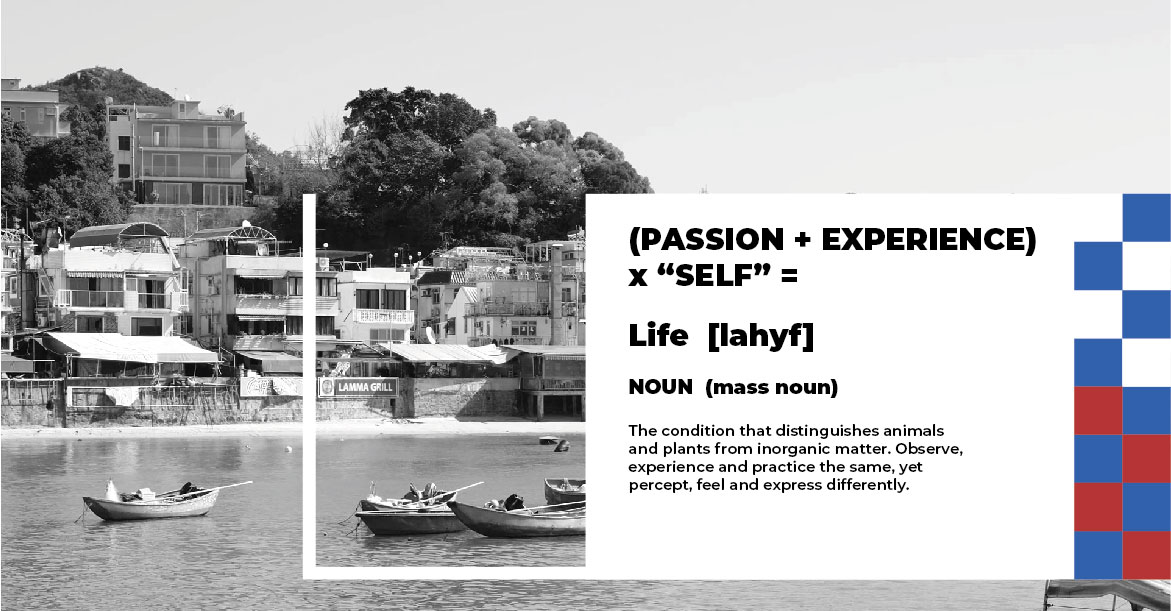 (PASSION + EXPERIENCE)
x “SELF” =
Life [lahyf]
NOUN (mass noun)
The condition that distinguishes animals
and plants from inorganic matter. Observe,
experience and practice the same, yet
percept, feel and express differently.
LAMMA GRILL